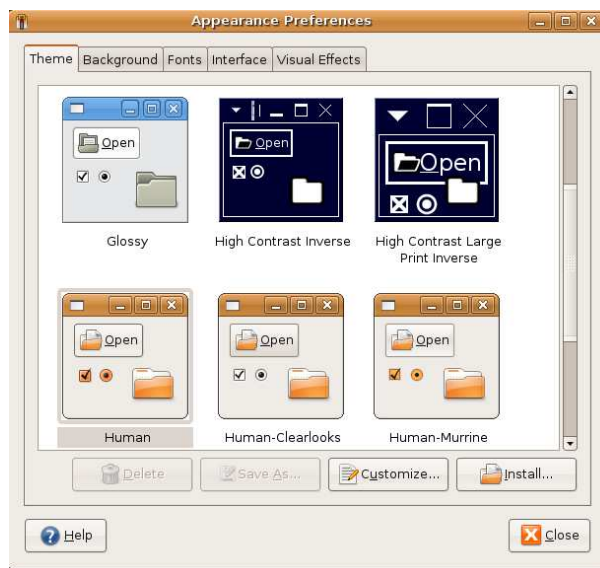 Appearance Preferences
Theme Background Fonts Interface Visual Effects
Open Open Open
Glossy High Contrast Inverse High Contrast Large
Print Inverse
Open Open Open
Human Human-Clearlooks Human-Murrine
Delete Save As... Customize... Install...
Help Close